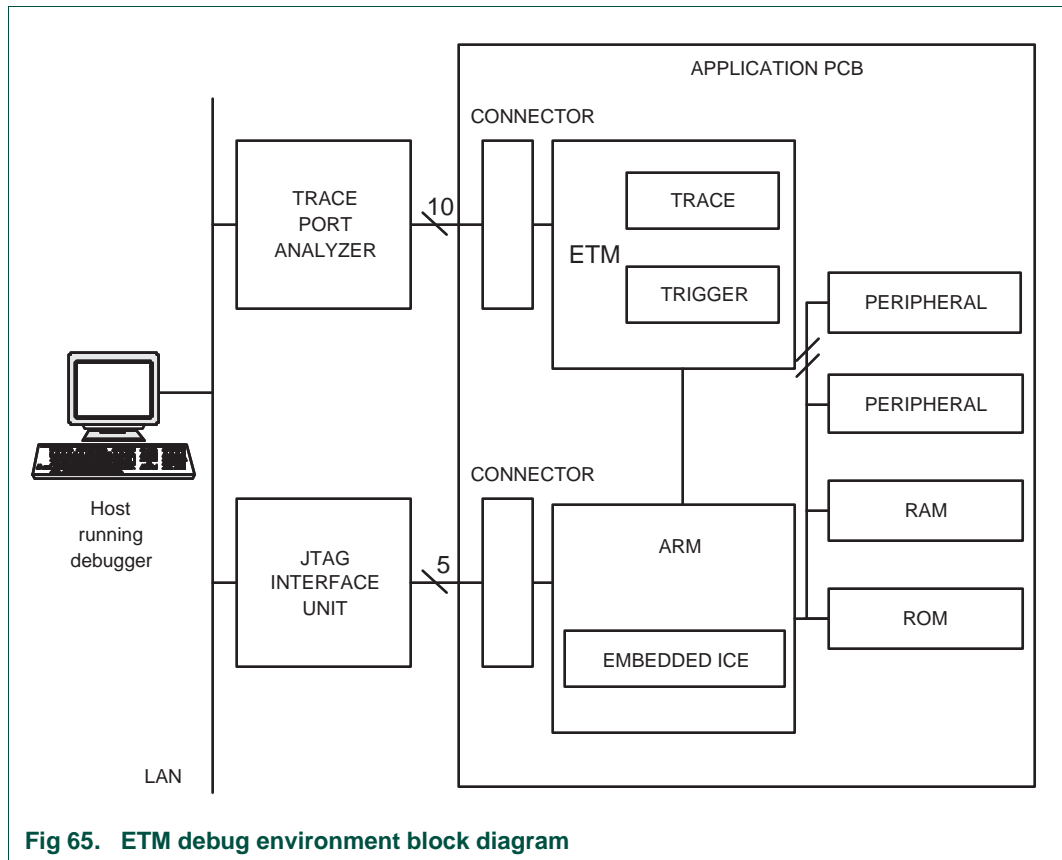 APPLICATION PCB
CONNECTOR
TRACE
PORT
ANALYZER
10
ETM
TRACE
TRIGGER
PERIPHERAL
PERIPHERAL
Host
running
debugger
CONNECTOR
JTAG
INTERFACE
UNIT
5
ARM
EMBEDDED ICE
RAM
ROM
LAN
Fig 65. ETM debug environment block diagram